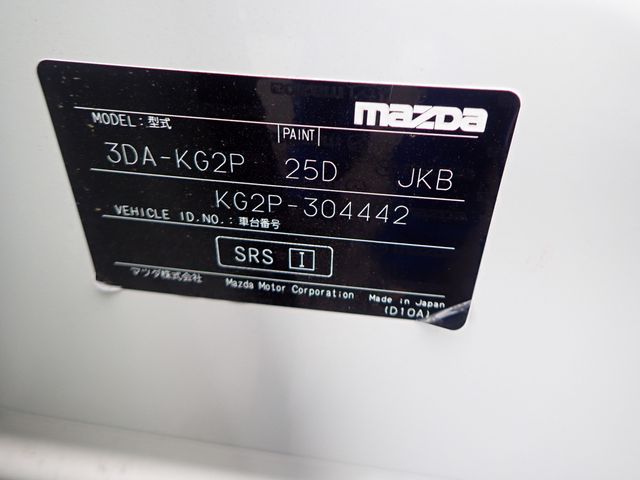 mazda
MODEL:型式 PAINT
3DA-KG2P 25D JKB
KG2P-304442
VEHICLE ID.NO.:車台番号
SRS I
マツダ株式会社 Mazda Motor Corporation Made in Japan
(D10A)